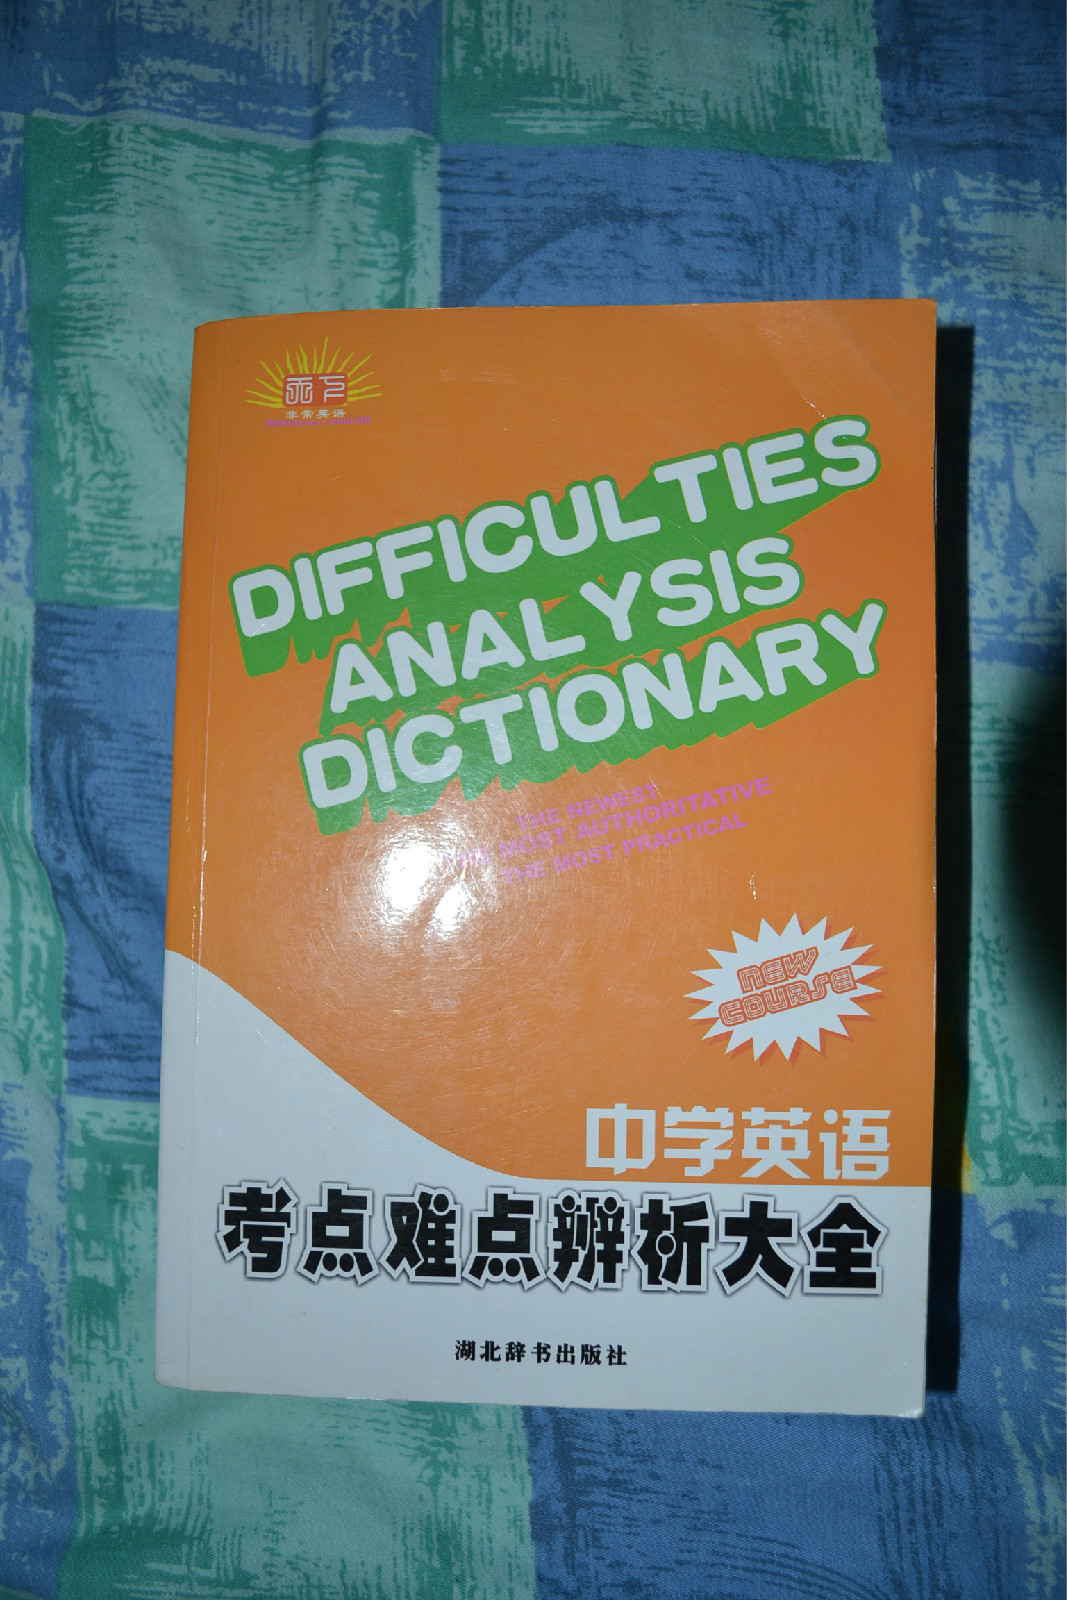 非常英语
DIFFICULTIES
ANALYSIS
DICTIONARY
THE NEWEST
THE MOST AUTHORITATIVE
THE MOST PRACTICAL
NEW
COURSE
中学英语
考点难点辨析大全
湖北辞书出版社